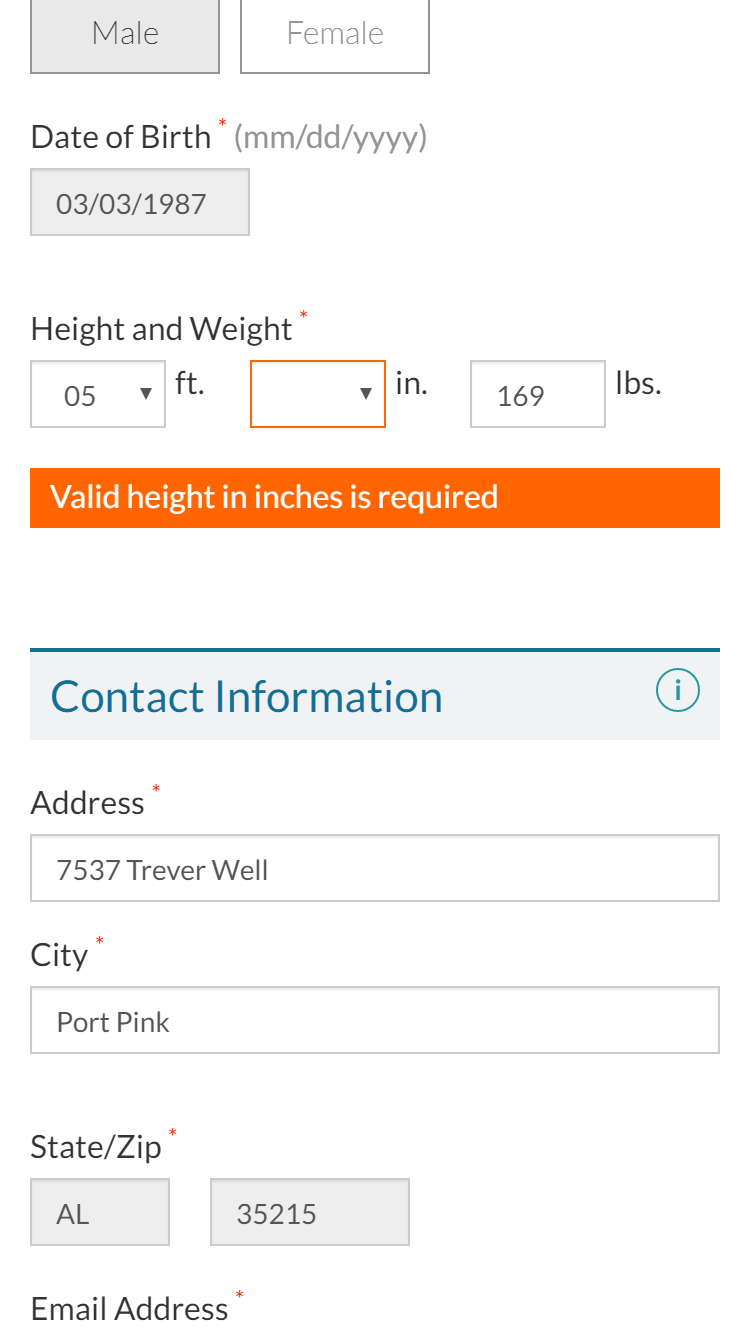 Male Female
Date of Birth * (mm/dd/yyyy)
03/03/1987
Height and Weight *
05 ft. in. 169 lbs.
Valid height in inches is required
Contact Information i
Address *
7537 Trever Well
City *
Port Pink
State/Zip *
AL 35215
Email Address *